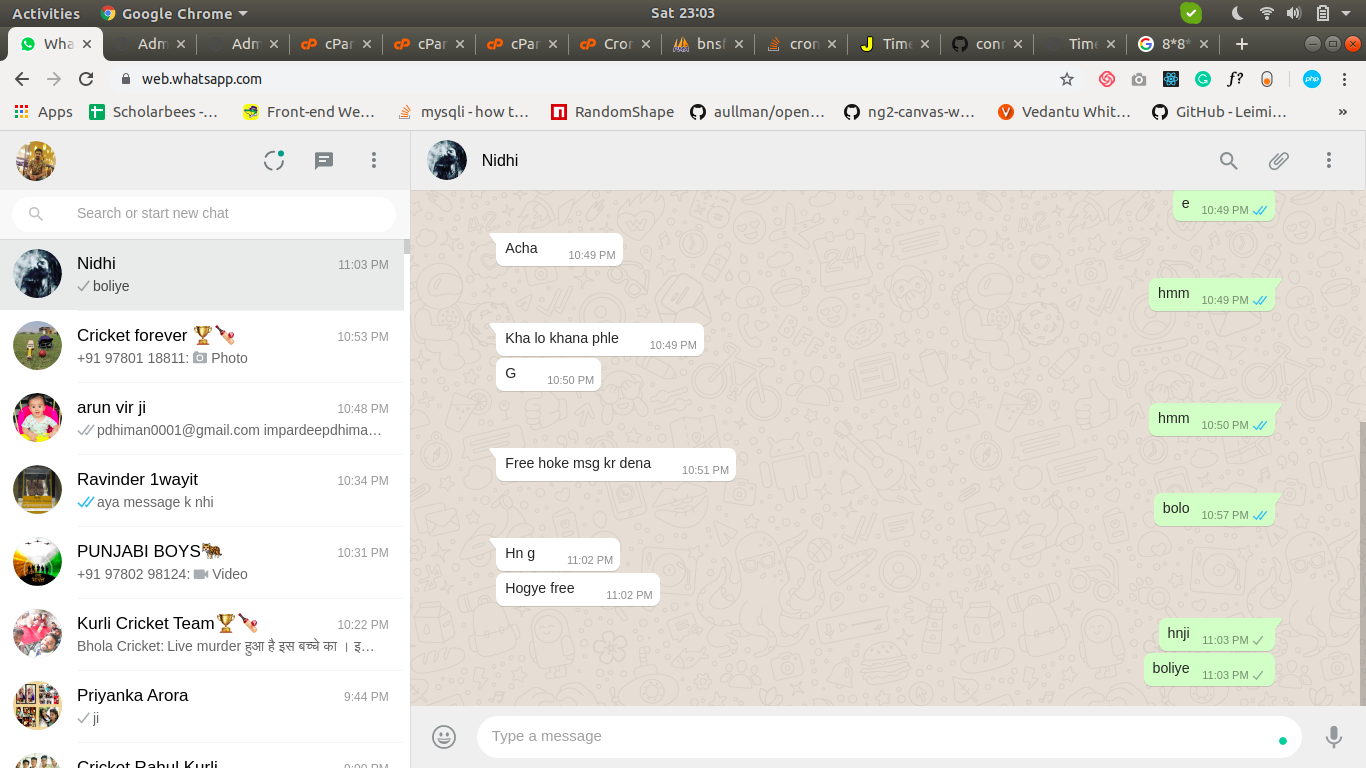 Activities
Google Chrome
Sat 23:03
Wha
Adm
Adm
cPar
cPar
cPar
Cron
bnsf
cron
Time
conn
Time
8*8*
web.whatsapp.com
f?
php
Apps
Scholarbees -...
Front-end We...
mysqli - how t...
RandomShape
aullman/open...
ng2-canvas-w...
Vedantu Whit...
GitHub - Leimi...
»
Nidhi
Search or start new chat
Nidhi
11:03 PM
boliye
Cricket forever 🏆🏏
10:53 PM
+91 97801 18811: Photo
arun vir ji
10:48 PM
pdhiman0001@gmail.com impardeepdhima...
Ravinder 1wayit
10:34 PM
aya message k nhi
PUNJABI BOYS🐅
10:31 PM
+91 97802 98124: Video
Kurli Cricket Team🏆🏏
10:22 PM
Bhola Cricket: Live murder हुआ है इस बच्चे का । इ...
Priyanka Arora
9:44 PM
ji
Cricket Rahul Kurli
9:00 PM
e 10:49 PM
Acha 10:49 PM
hmm 10:49 PM
Kha lo khana phle 10:49 PM
G 10:50 PM
hmm 10:50 PM
Free hoke msg kr dena 10:51 PM
bolo 10:57 PM
Hn g 11:02 PM
Hogye free 11:02 PM
hnji 11:03 PM
boliye 11:03 PM
Type a message